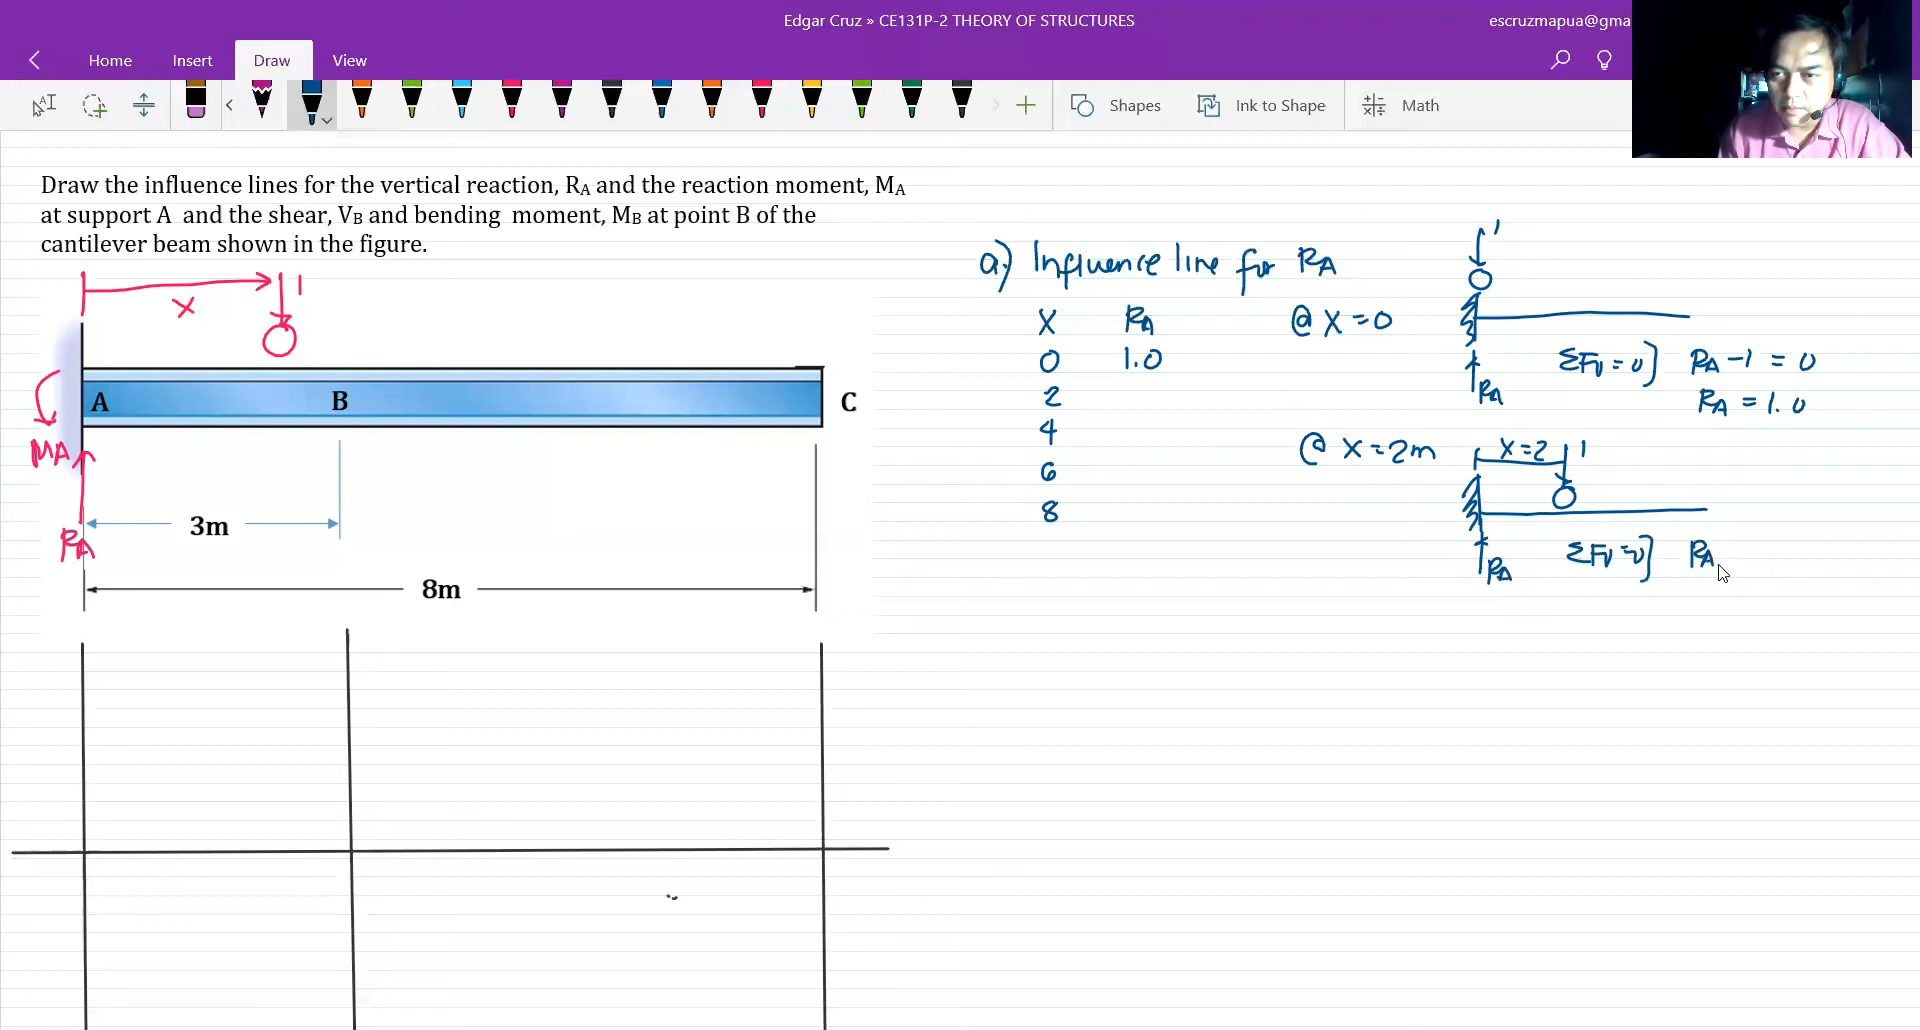 Edgar Cruz » CE131P-2 THEORY OF STRUCTURES
escruzmapua@gma
Home Insert Draw View
Shapes Ink to Shape Math
Draw the influence lines for the vertical reaction, RA and the reaction moment, MA
at support A and the shear, VB and bending moment, MB at point B of the
cantilever beam shown in the figure.
x
1
A B C
MA
RA
3m
8m
a.) Influence line for RA
x RA
0 1.0
2
4
6
8
@ x = 0
1
RA
ΣFv = 0] RA - 1 = 0
RA = 1.0
@ x = 2m
x = 2 1
RA
ΣFv = 0] RA